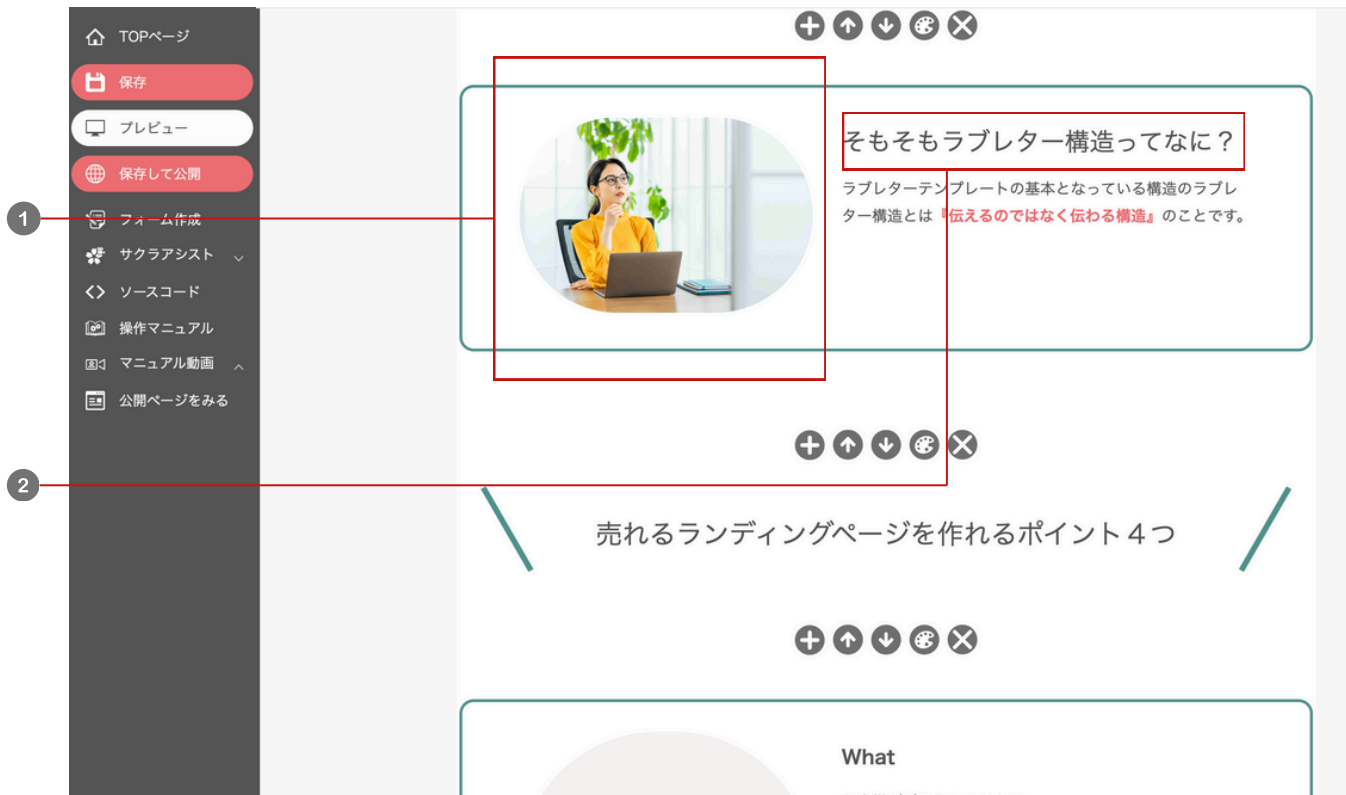 TOPページ
保存
プレビュー
保存して公開
フォーム作成
サクラアシスト
ソースコード
操作マニュアル
マニュアル動画
公開ページをみる
1
2
そもそもラブレター構造ってなに？
ラブレターテンプレートの基本となっている構造のラブレ
ター構造とは『伝えるのではなく伝わる構造』のことです。
売れるランディングページを作れるポイント４つ
What